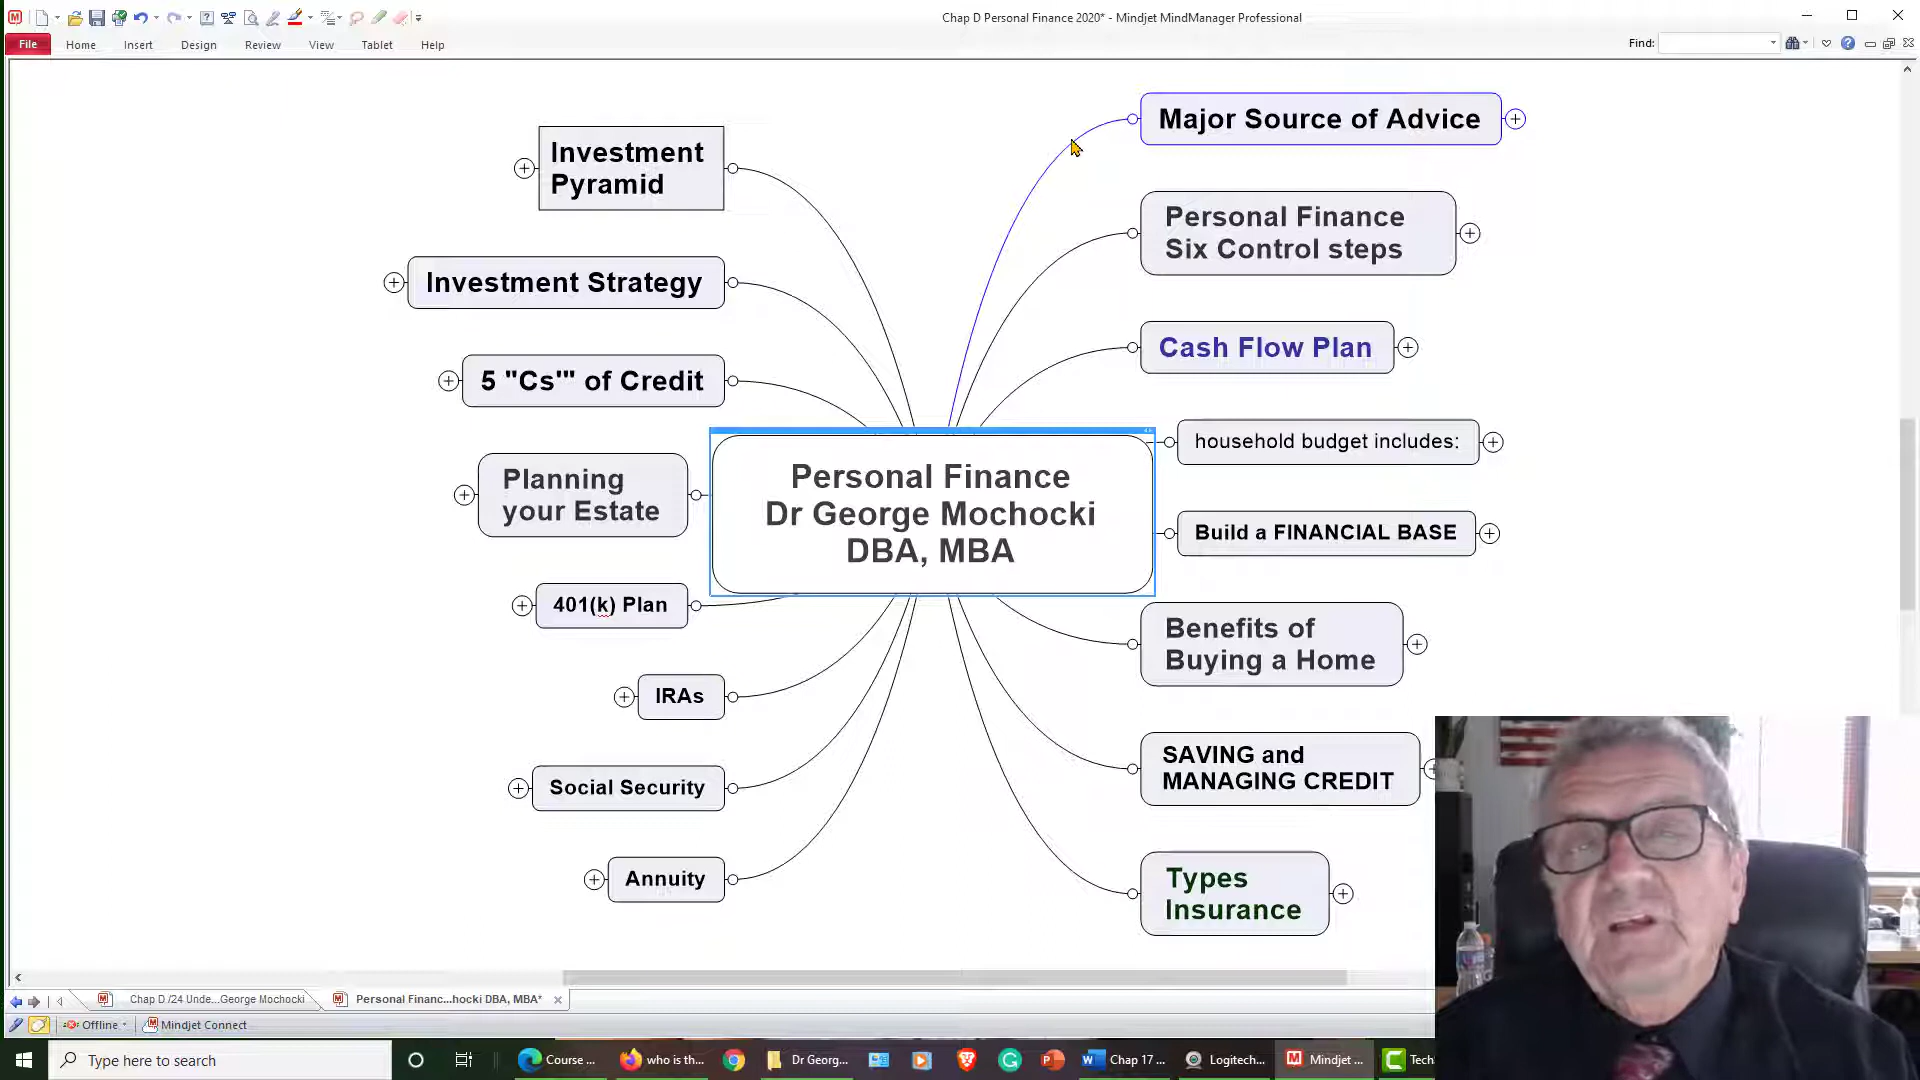 Chap D Personal Finance 2020* - Mindjet MindManager Professional
File
Home
Insert
Design
Review
View
Tablet
Help
Find:
Major Source of Advice
Investment
Pyramid
Personal Finance
Six Control steps
Investment Strategy
Cash Flow Plan
5 "Cs'" of Credit
household budget includes:
Planning
your Estate
Personal Finance
Dr George Mochocki
DBA, MBA
Build a FINANCIAL BASE
401(k) Plan
Benefits of
Buying a Home
IRAs
SAVING and
MANAGING CREDIT
Social Security
Annuity
Types
Insurance
Chap D /24 Unde...George Mochocki
Personal Financ...hocki DBA, MBA*
Offline
Mindjet Connect
Type here to search
Course ...
who is th...
Dr Georg...
Chap 17 ...
Logitech...
Mindjet ...
Tech